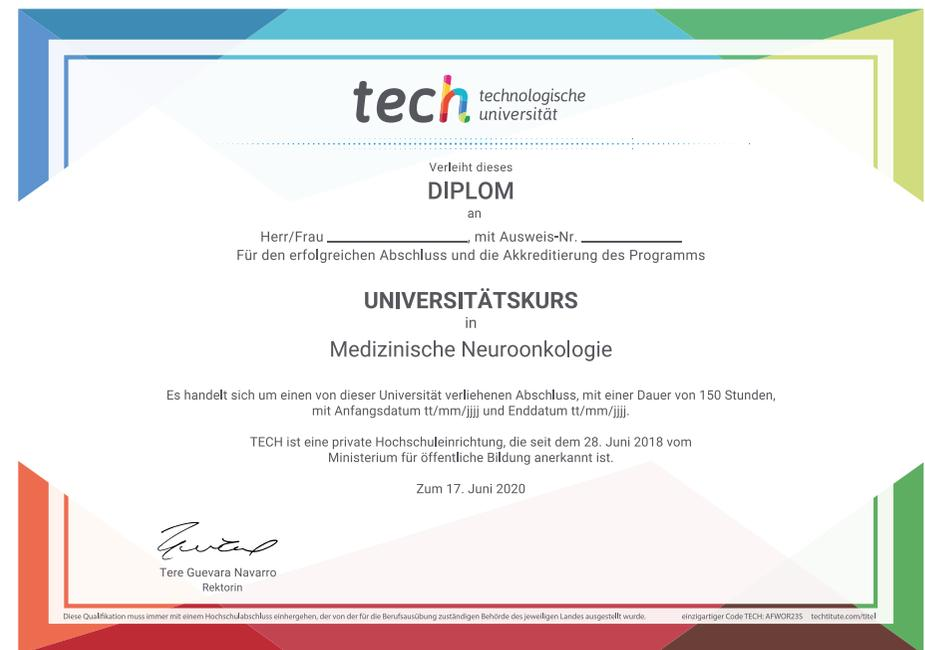 tech technologische
universität
Verleiht dieses
DIPLOM
an
Herr/Frau ________________, mit Ausweis-Nr. ____________
Für den erfolgreichen Abschluss und die Akkreditierung des Programms
UNIVERSITÄTSKURS
in
Medizinische Neuroonkologie
Es handelt sich um einen von dieser Universität verliehenen Abschluss, mit einer Dauer von 150 Stunden,
mit Anfangsdatum tt/mm/jjjj und Enddatum tt/mm/jjjj.
TECH ist eine private Hochschuleinrichtung, die seit dem 28. Juni 2018 vom
Ministerium für öffentliche Bildung anerkannt ist.
Zum 17. Juni 2020
Tere Guevara Navarro
Rektorin
Diese Qualifikation muss immer mit einem Hochschulabschluss einhergehen, der von der für die Berufsausübung zuständigen Behörde des jeweiligen Landes ausgestellt wurde. einzigartiger Code TECH: AFWOR23S techtitute.com/titel